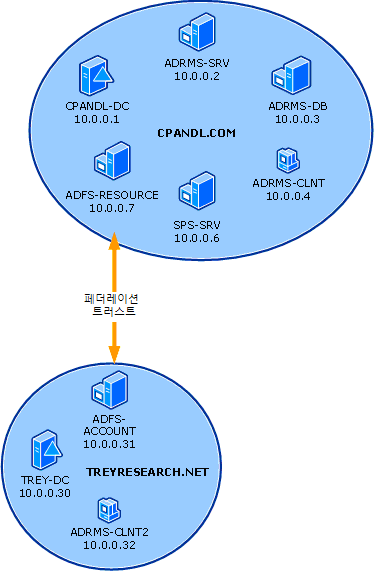 ADRMS-SRV
10.0.0.2
CPANDL-DC
10.0.0.1
ADRMS-DB
10.0.0.3
CPANDL.COM
ADFS-RESOURCE
10.0.0.7
SPS-SRV
10.0.0.6
ADRMS-CLNT
10.0.0.4
페더레이션
트러스트
ADFS-
ACCOUNT
10.0.0.31
TREY-DC
10.0.0.30
TREYRESEARCH.NET
ADRMS-CLNT2
10.0.0.32